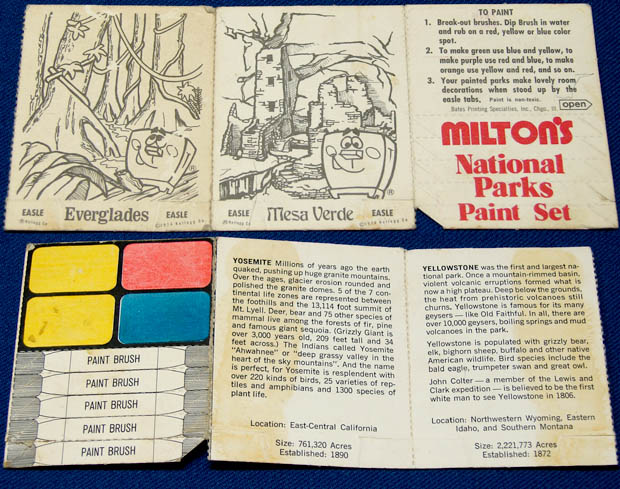 TO PAINT
1. Break-out brushes. Dip Brush in water
and rub on a red, yellow or blue color
spot.
2. To make green use blue and yellow, to
make purple use red and blue, to make
orange use yellow and red, and so on.
3. Your painted parks make lovely room
decorations when stood up by the
easle tabs. Paint is non-toxic.
Bates Printing Specialties, Inc., Chgo., Ill.
open
MILTON'S
National
Parks
Paint Set
EASLE Everglades EASLE
EASLE Mesa Verde EASLE
PAINT BRUSH
PAINT BRUSH
PAINT BRUSH
PAINT BRUSH
PAINT BRUSH
YOSEMITE Millions of years ago the earth
quaked, pushing up huge granite mountains.
Over the ages, glacier erosion rounded and
polished the granite domes. 5 of the 7 con-
tinental life zones are represented between
the foothills and the 13,114 foot summit of
Mt. Lyell. Deer, bear and 75 other species of
mammal live among the forests of fir, pine
and famous giant sequoia. (Grizzly Giant is
over 3,000 years old, 209 feet tall and 34
feet across.) The Indians called Yosemite
"Ahwahnee" or "deep grassy valley in the
heart of the sky mountains". And the name
is perfect, for Yosemite is resplendent with
over 220 kinds of birds, 25 varieties of rep-
tiles and amphibians and 1300 species of
plant life.
Location: East-Central California
Size: 761,320 Acres
Established: 1890
YELLOWSTONE was the first and largest na-
tional park. Once a mountain-rimmed basin,
violent volcanic eruptions formed what is
now a high plateau. Deep below the grounds,
the heat from prehistoric volcanoes still
churns. Yellowstone is famous for its many
geysers — like Old Faithful. In all, there are
over 10,000 geysers, boiling springs and mud
volcanoes in the park.
Yellowstone is populated with grizzly bear,
elk, bighorn sheep, buffalo and other native
American wildlife. Bird species include the
bald eagle, trumpeter swan and great owl.
John Colter — a member of the Lewis and
Clark expedition — is believed to be the first
white man to see Yellowstone in 1806.
Location: Northwestern Wyoming, Eastern
Idaho, and Southern Montana
Size: 2,221,773 Acres
Established: 1872